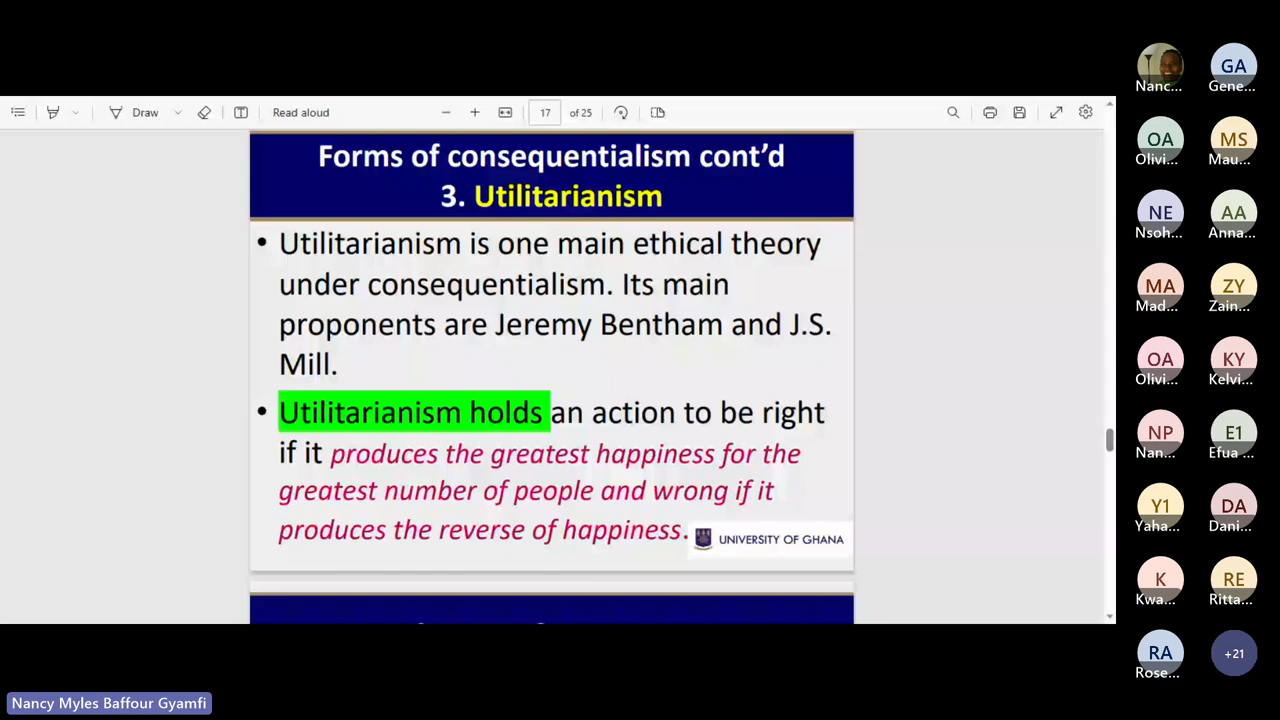 Draw
Read aloud
17 of 25
Forms of consequentialism cont’d
3. Utilitarianism
• Utilitarianism is one main ethical theory
under consequentialism. Its main
proponents are Jeremy Bentham and J.S.
Mill.
• Utilitarianism holds an action to be right
if it produces the greatest happiness for the
greatest number of people and wrong if it
produces the reverse of happiness.
UNIVERSITY OF GHANA
Nanc...
GA
Gene...
OA
Olivi...
MS
Mau...
NE
Nsoh...
AA
Anna...
MA
Mad...
ZY
Zain...
OA
Olivi...
KY
Kelvi...
NP
Nan...
E1
Efua ...
Y1
Yaha...
DA
Dani...
K
Kwa...
RE
Ritta...
RA
Rose...
+21
Nancy Myles Baffour Gyamfi